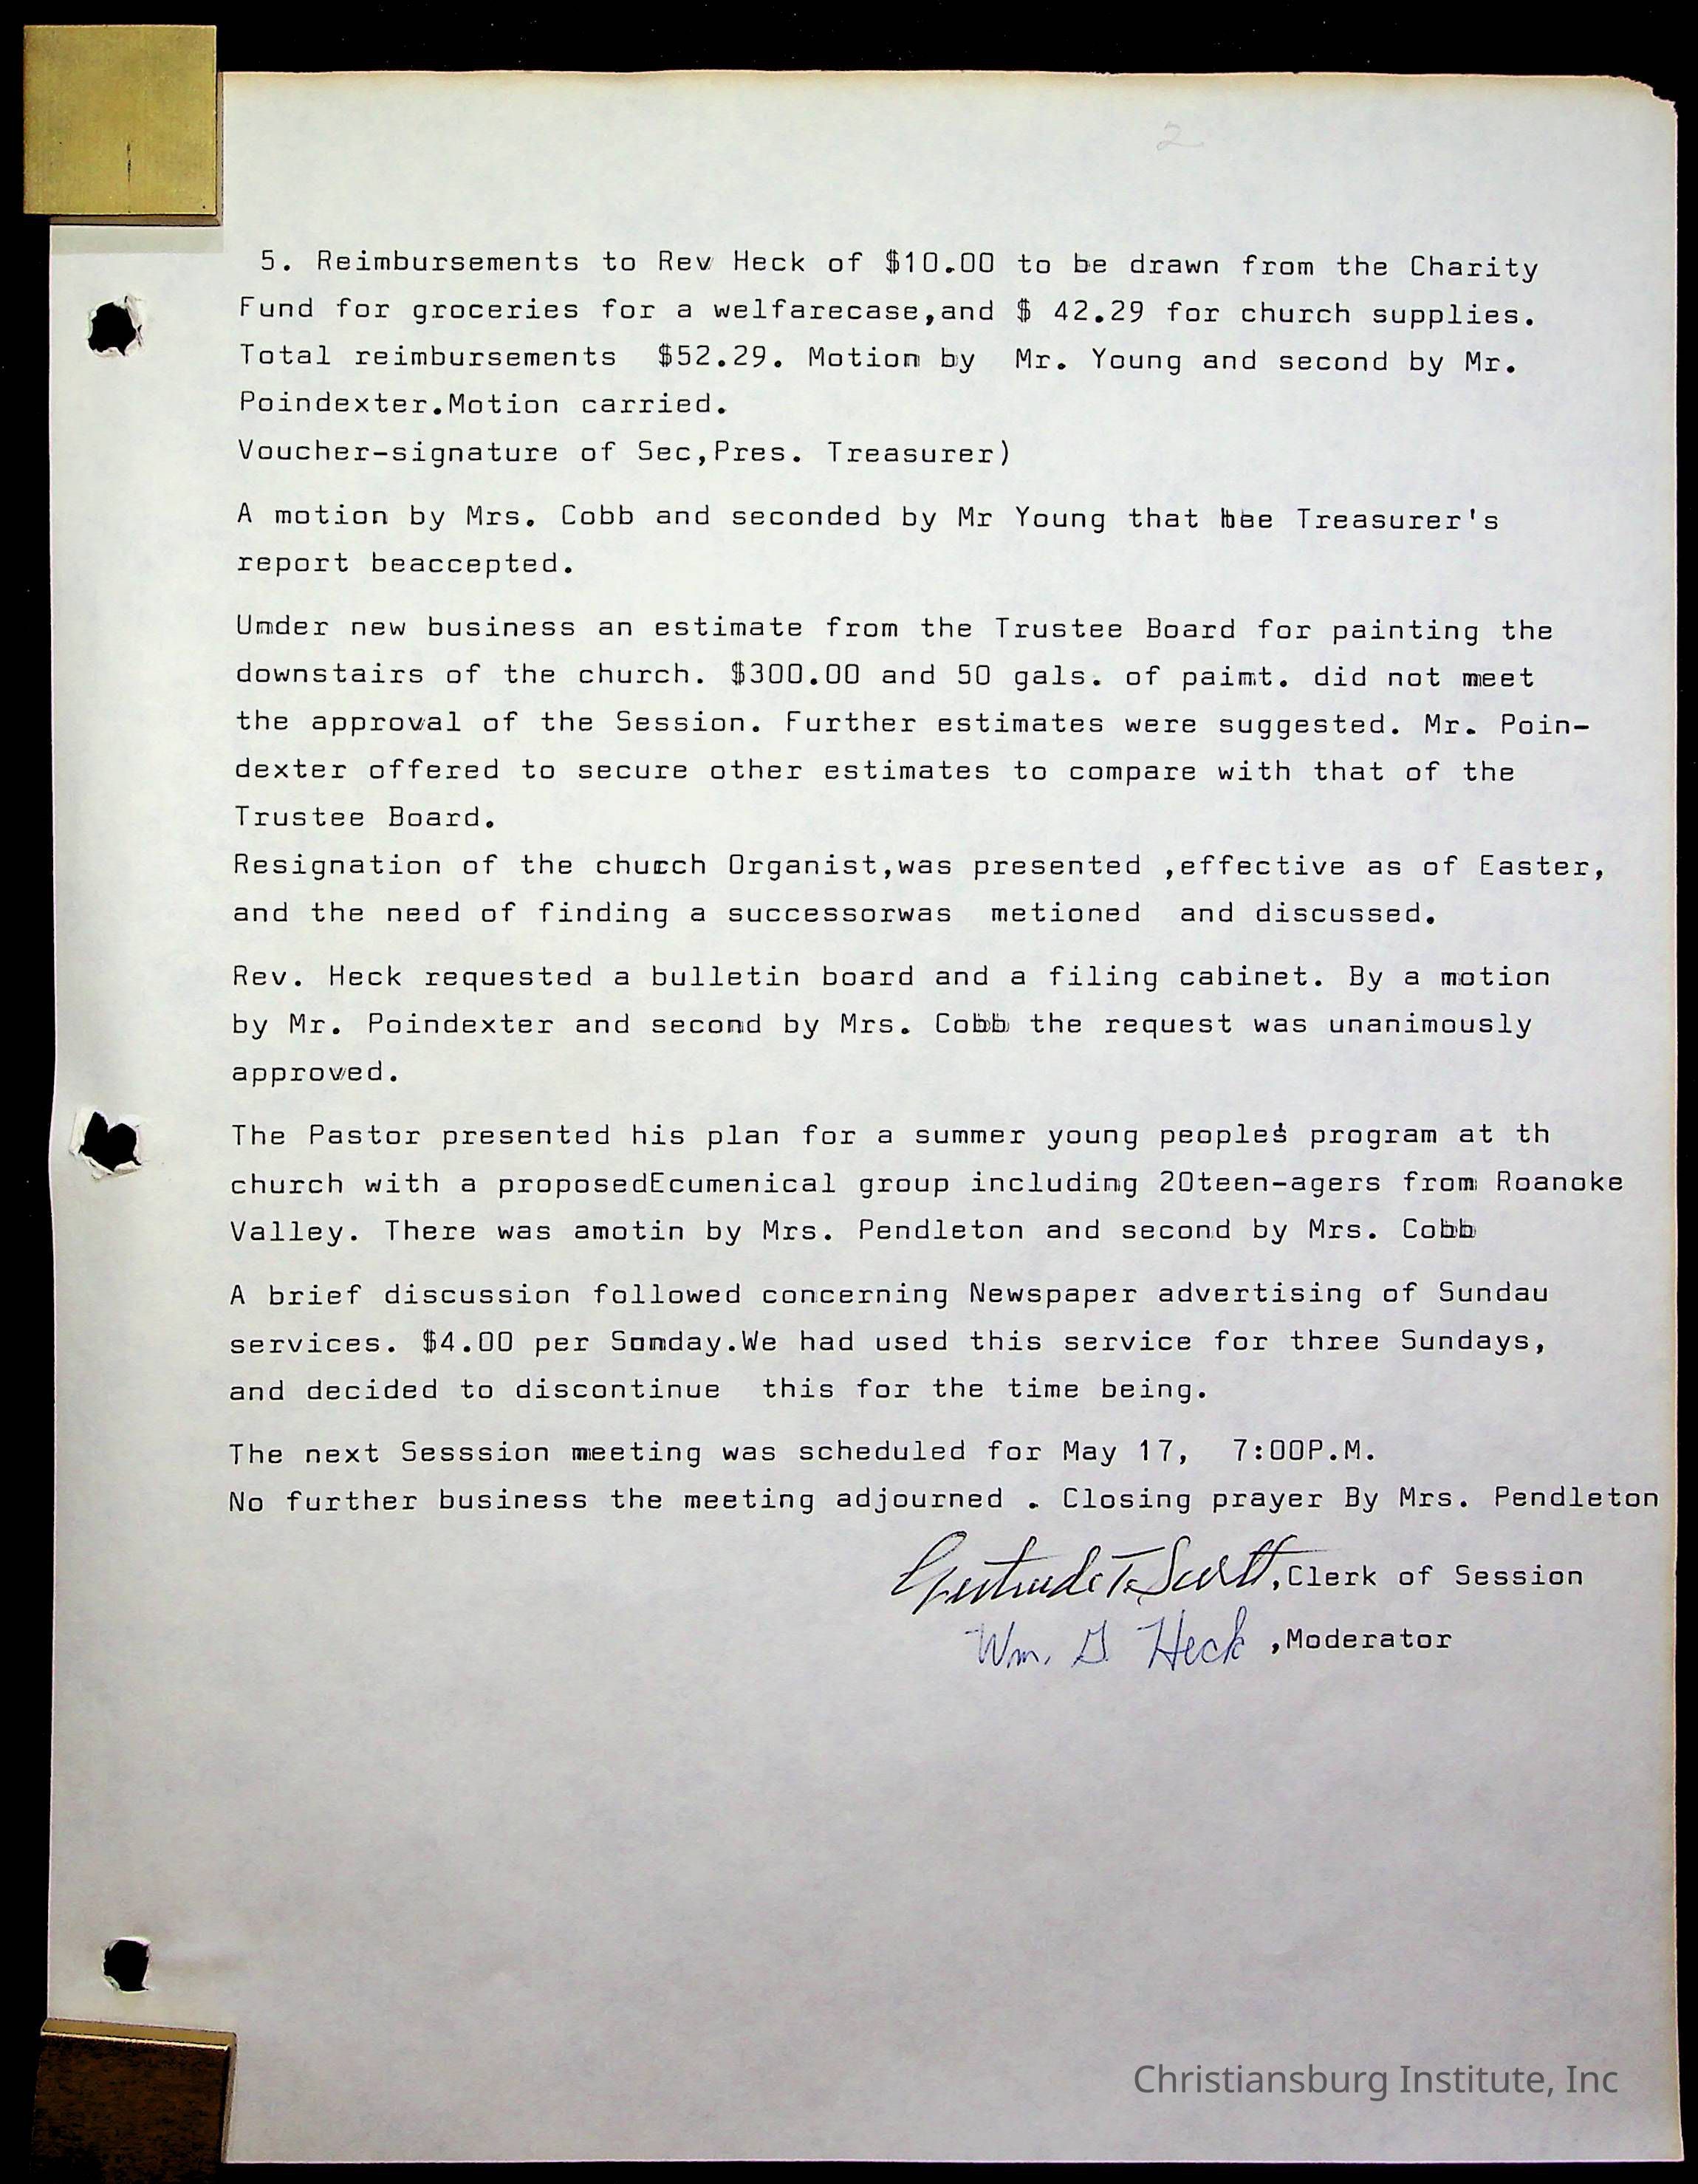 2
5. Reimbursements to Rev Heck of $10.00 to be drawn from the Charity
Fund for groceries for a welfarecase,and $ 42.29 for church supplies.
Total reimbursements $52.29. Motion by Mr. Young and second by Mr.
Poindexter.Motion carried.
Voucher-signature of Sec,Pres. Treasurer)
A motion by Mrs. Cobb and seconded by Mr Young that Treasurer's
report beaccepted.
Under new business an estimate from the Trustee Board for painting the
downstairs of the church. $300.00 and 50 gals. of paint. did not meet
the approval of the Session. Further estimates were suggested. Mr. Poin-
dexter offered to secure other estimates to compare with that of the
Trustee Board.
Resignation of the church Organist,was presented ,effective as of Easter,
and the need of finding a successorwas metioned and discussed.
Rev. Heck requested a bulletin board and a filing cabinet. By a motion
by Mr. Poindexter and second by Mrs. Cobb the request was unanimously
approved.
The Pastor presented his plan for a summer young people's program at th
church with a proposedEcumenical group including 20teen-agers from Roanoke
Valley. There was amotin by Mrs. Pendleton and second by Mrs. Cobb
A brief discussion followed concerning Newspaper advertising of Sundau
services. $4.00 per Sunday.We had used this service for three Sundays,
and decided to discontinue this for the time being.
The next Sesssion meeting was scheduled for May 17, 7:00P.M.
No further business the meeting adjourned . Closing prayer By Mrs. Pendleton
Gertrude T. Scott,Clerk of Session
Wm. G Heck ,Moderator
Christiansburg Institute, Inc